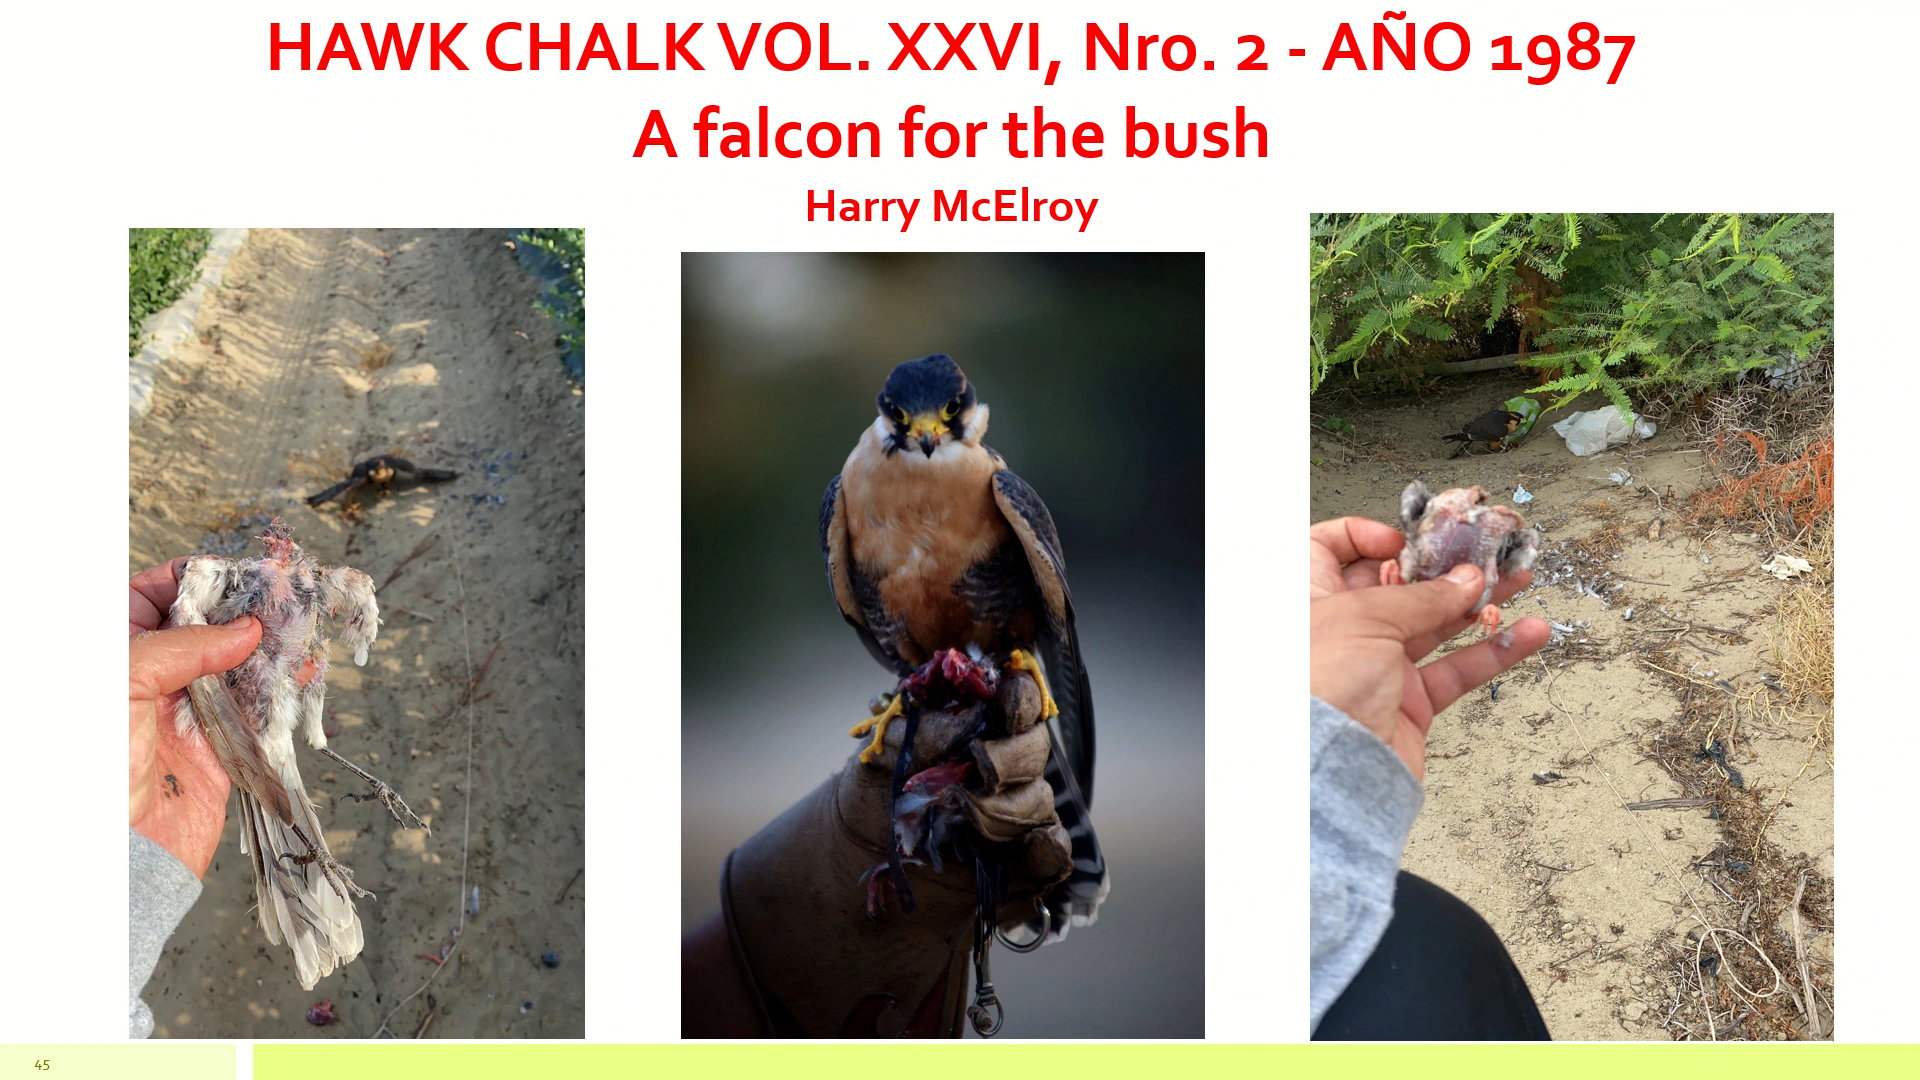 HAWK CHALK VOL. XXVI, Nro. 2 - AÑO 1987
A falcon for the bush
Harry McElroy
45